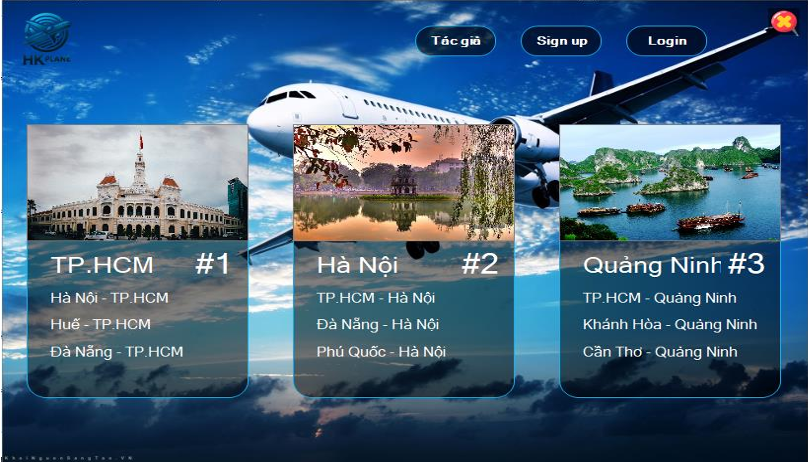 HK PLANE
Tác giả
Sign up
Login
TP.HCM #1
Hà Nội - TP.HCM
Huế - TP.HCM
Đà Nẵng - TP.HCM
Hà Nội #2
TP.HCM - Hà Nội
Đà Nẵng - Hà Nội
Phú Quốc - Hà Nội
Quảng Ninh #3
TP.HCM - Quảng Ninh
Khánh Hòa - Quảng Ninh
Cần Thơ - Quảng Ninh
KhaiNguonSangTao.VN